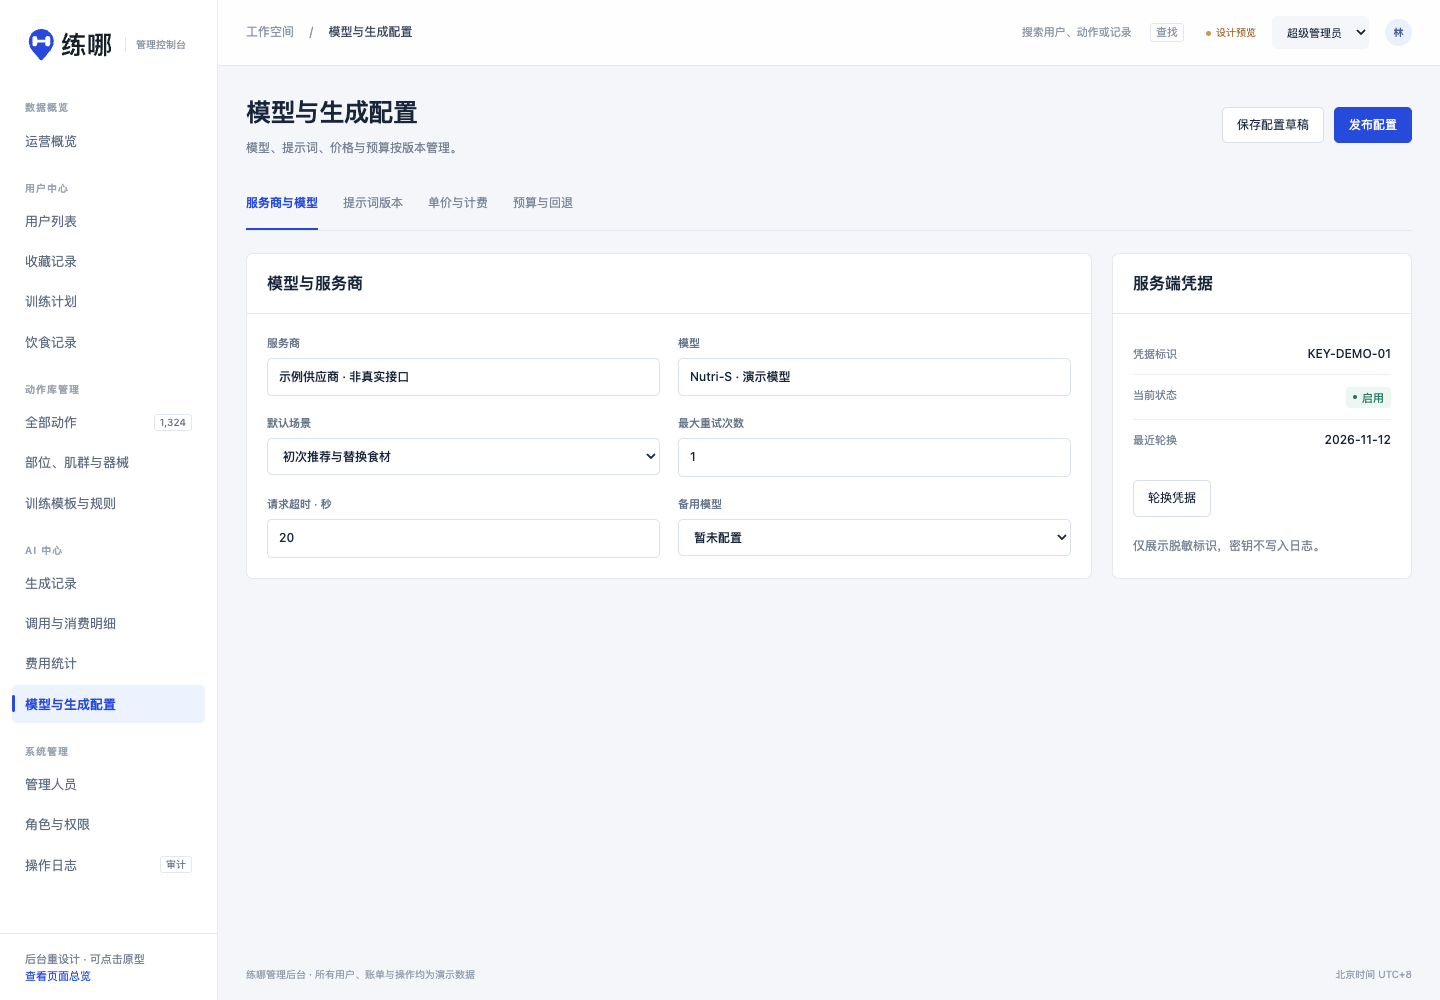 练哪
管理控制台
数据概览
运营概览
用户中心
用户列表
收藏记录
训练计划
饮食记录
动作库管理
全部动作 1,324
部位、肌群与器械
训练模板与规则
AI 中心
生成记录
调用与消费明细
费用统计
模型与生成配置
系统管理
管理人员
角色与权限
操作日志 审计
后台重设计 · 可点击原型
查看页面总览
工作空间 / 模型与生成配置
搜索用户、动作或记录 查找 设计预览 超级管理员 林
模型与生成配置
模型、提示词、价格与预算按版本管理。
保存配置草稿 发布配置
服务商与模型 提示词版本 单价与计费 预算与回退
模型与服务商
服务商 模型
示例供应商 · 非真实接口 Nutri-S · 演示模型
默认场景 最大重试次数
初次推荐与替换食材 1
请求超时 · 秒 备用模型
20 暂未配置
服务端凭据
凭据标识 KEY-DEMO-01
当前状态 启用
最近轮换 2026-11-12
轮换凭据
仅展示脱敏标识，密钥不写入日志。
练哪管理后台 · 所有用户、账单与操作均为演示数据
北京时间 UTC+8